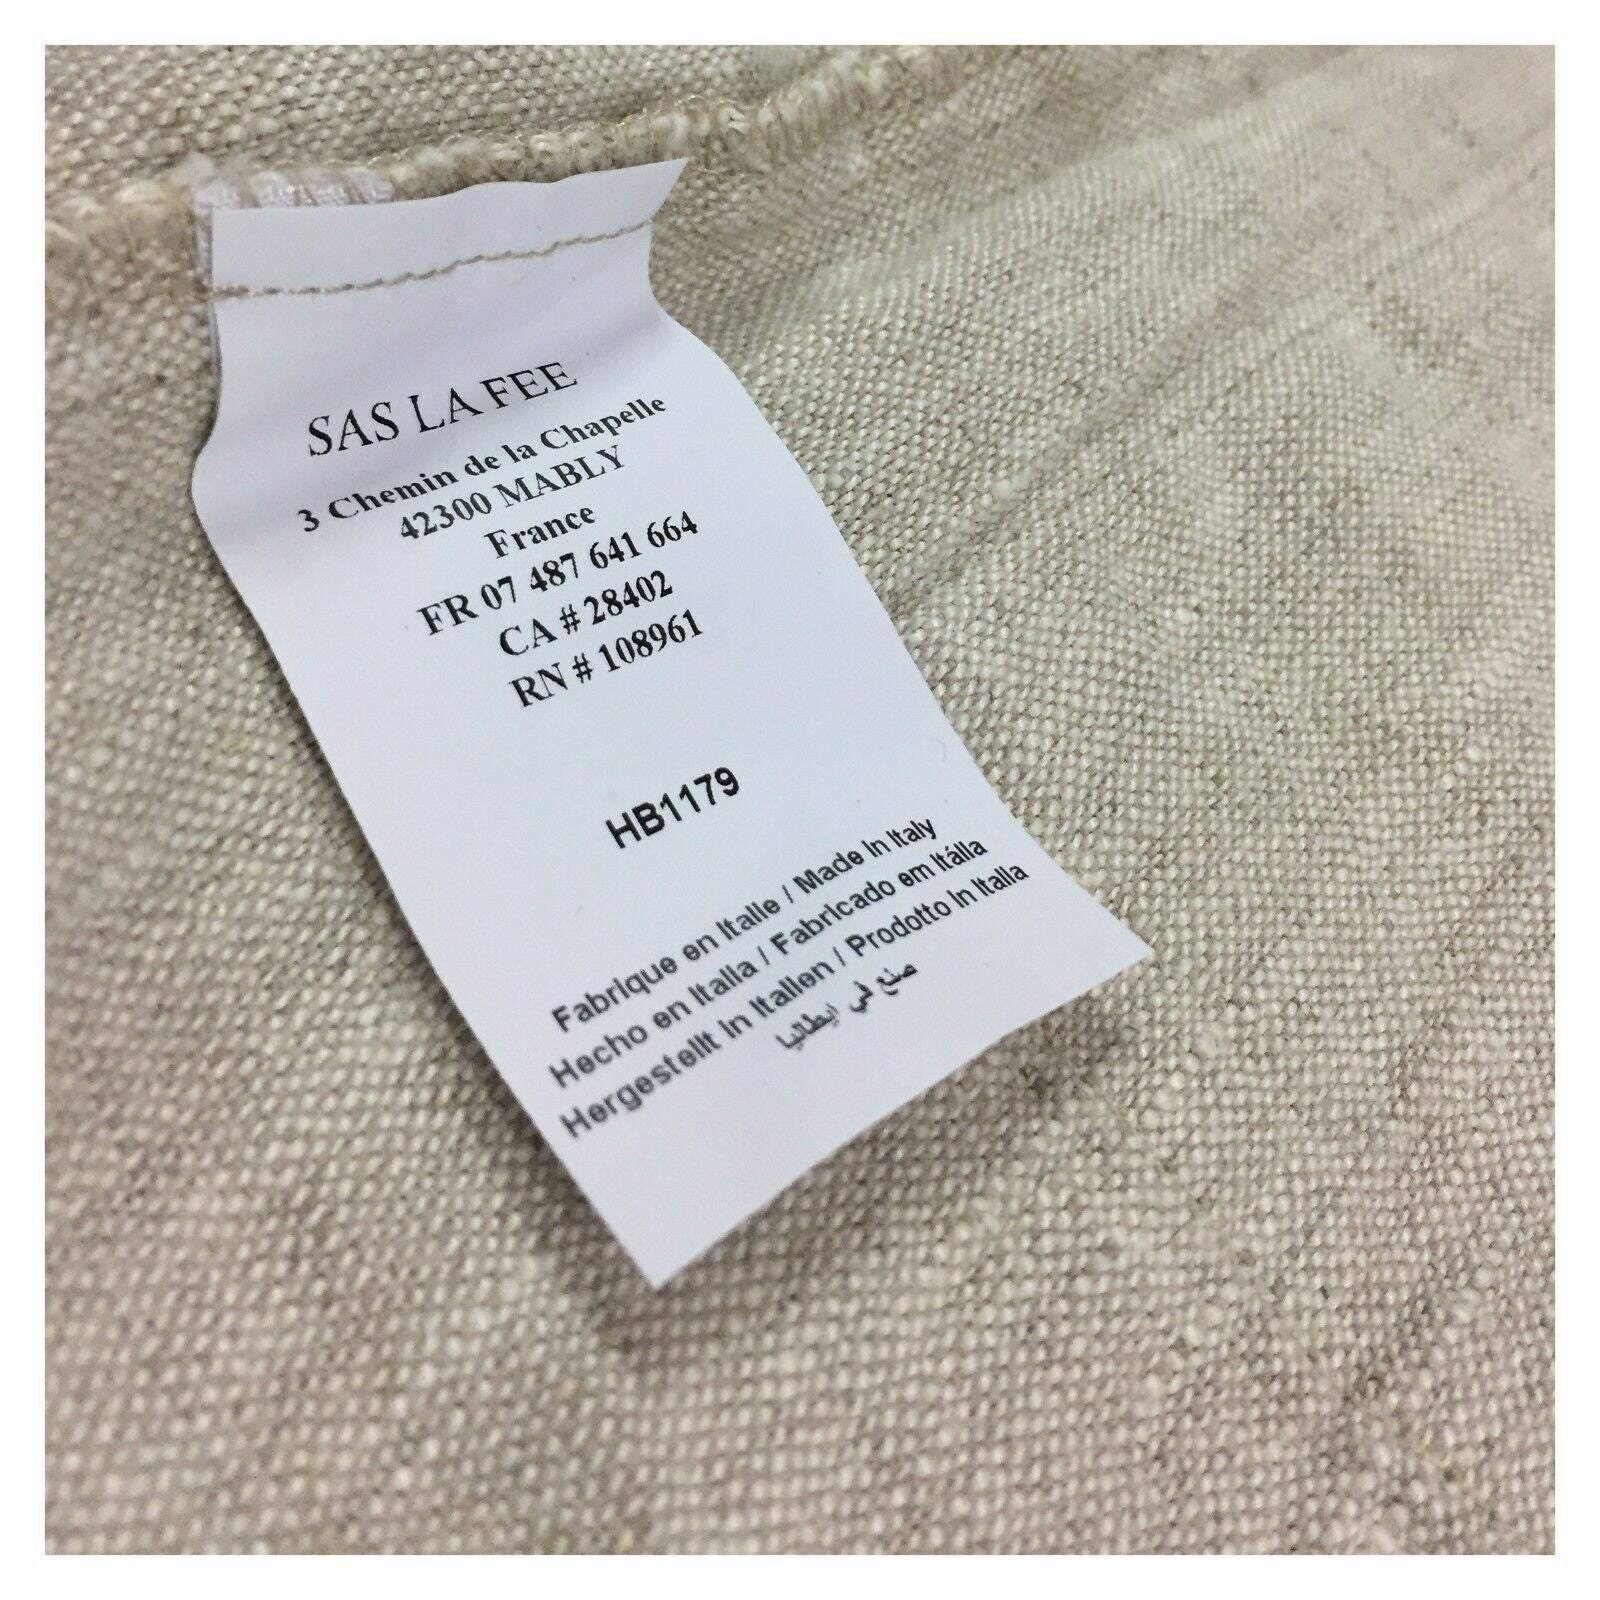 SAS LA FEE
3 Chemin de la Chapelle
42300 MABLY
France
FR 07 487 641 664
CA # 28402
RN # 108961
HB1179
Fabrique en Italie / Made in Italy
Hecho en Italia / Fabricado em Itália
Hergestellt in Italien / Prodotto in Italia
صنع في ايطاليا